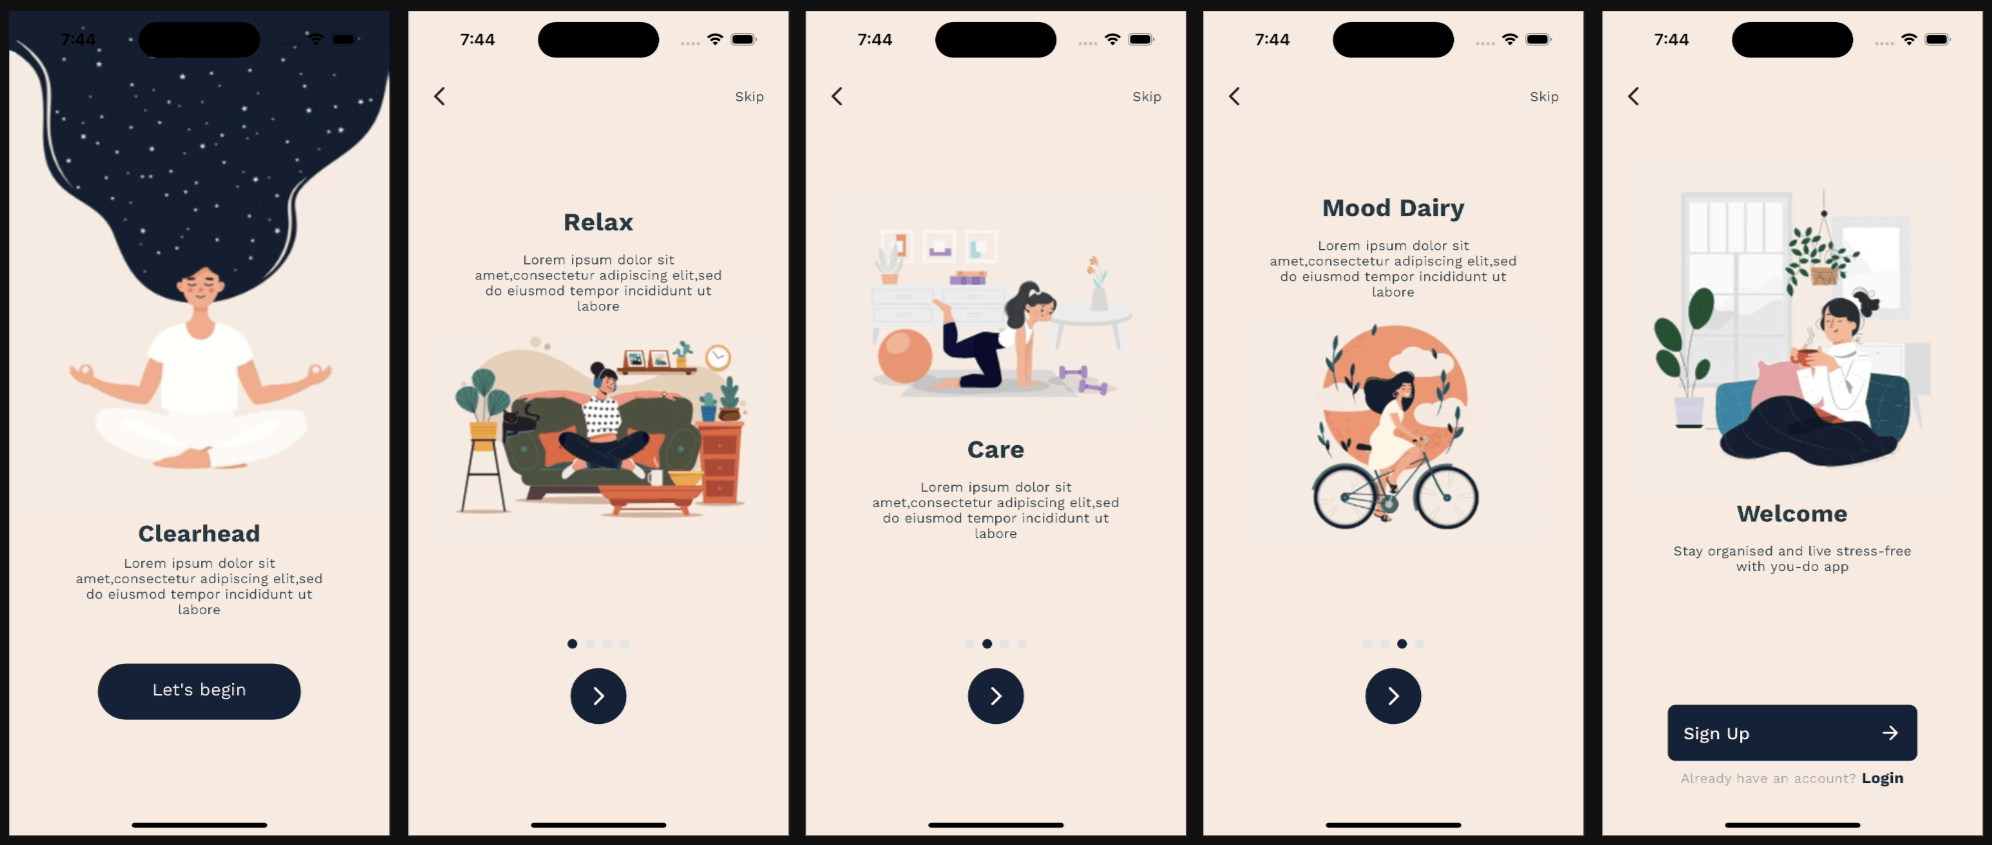 7:44
Clearhead
Lorem ipsum dolor sit
amet,consectetur adipiscing elit,sed
do eiusmod tempor incididunt ut
labore
Let's begin
7:44
Skip
Relax
Lorem ipsum dolor sit
amet,consectetur adipiscing elit,sed
do eiusmod tempor incididunt ut
labore
7:44
Skip
Care
Lorem ipsum dolor sit
amet,consectetur adipiscing elit,sed
do eiusmod tempor incididunt ut
labore
7:44
Skip
Mood Dairy
Lorem ipsum dolor sit
amet,consectetur adipiscing elit,sed
do eiusmod tempor incididunt ut
labore
7:44
Welcome
Stay organised and live stress-free
with you-do app
Sign Up
Already have an account? Login